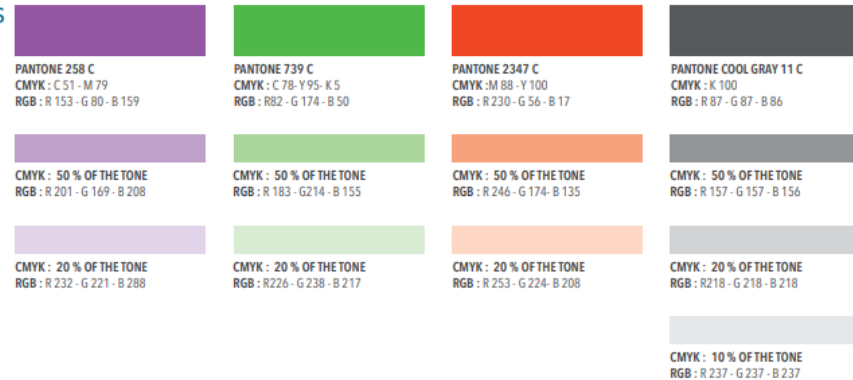 S
PANTONE 258 C
CMYK : C 51 - M 79
RGB : R 153 - G 80 - B 159
PANTONE 739 C
CMYK : C 78- Y 95- K 5
RGB : R82 - G 174 - B 50
PANTONE 2347 C
CMYK :M 88 - Y 100
RGB : R 230 - G 56 - B 17
PANTONE COOL GRAY 11 C
CMYK : K 100
RGB : R 87 - G 87 - B 86
CMYK : 50 % OF THE TONE
RGB : R 201 - G 169 - B 208
CMYK : 50 % OF THE TONE
RGB : R 183 - G214 - B 155
CMYK : 50 % OF THE TONE
RGB : R 246 - G 174 - B 135
CMYK : 50 % OF THE TONE
RGB : R 157 - G 157 - B 156
CMYK : 20 % OF THE TONE
RGB : R 232 - G 221 - B 288
CMYK : 20 % OF THE TONE
RGB : R226 - G 238 - B 217
CMYK : 20 % OF THE TONE
RGB : R 253 - G 224- B 208
CMYK : 20 % OF THE TONE
RGB : R218 - G 218 - B 218
CMYK : 10 % OF THE TONE
RGB : R 237 - G 237 - B 237